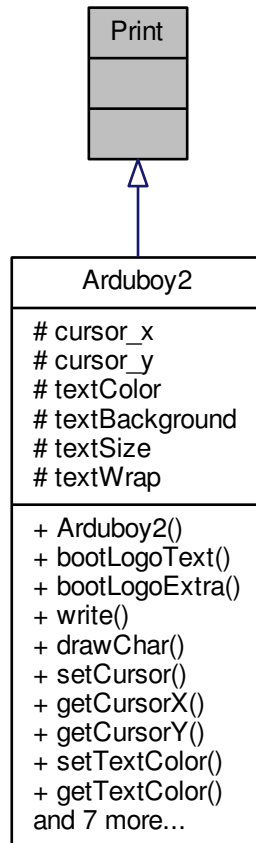 Print
Arduboy2
# cursor_x
# cursor_y
# textColor
# textBackground
# textSize
# textWrap
+ Arduboy2()
+ bootLogoText()
+ bootLogoExtra()
+ write()
+ drawChar()
+ setCursor()
+ getCursorX()
+ getCursorY()
+ setTextColor()
+ getTextColor()
and 7 more...